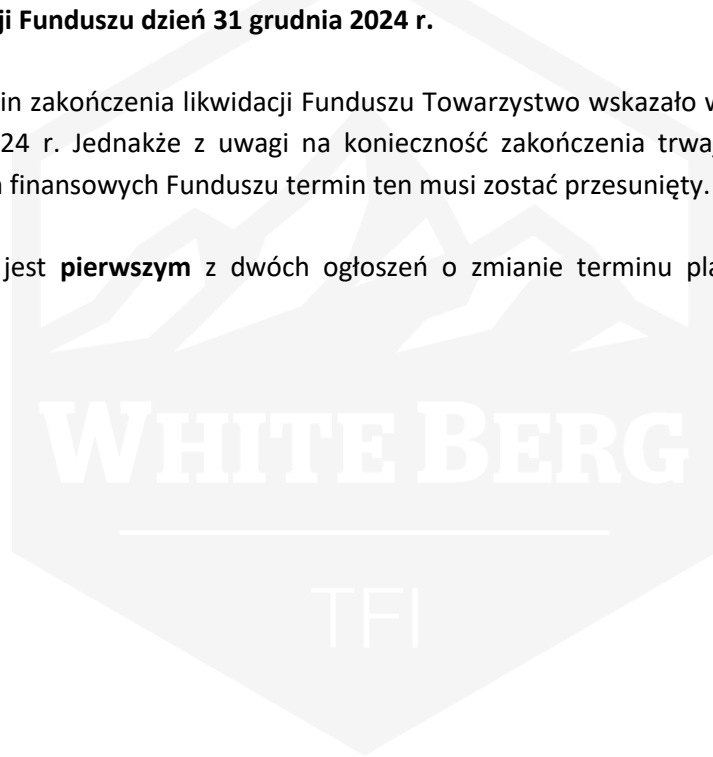 ji Funduszu dzień 31 grudnia 2024 r.
in zakończenia likwidacji Funduszu Towarzystwo wskazało w
24 r. Jednakże z uwagi na konieczność zakończenia trwaj
finansowych Funduszu termin ten musi zostać przesunięty.
jest pierwszym z dwóch ogłoszeń o zmianie terminu pla
WHITE BERG
TFI